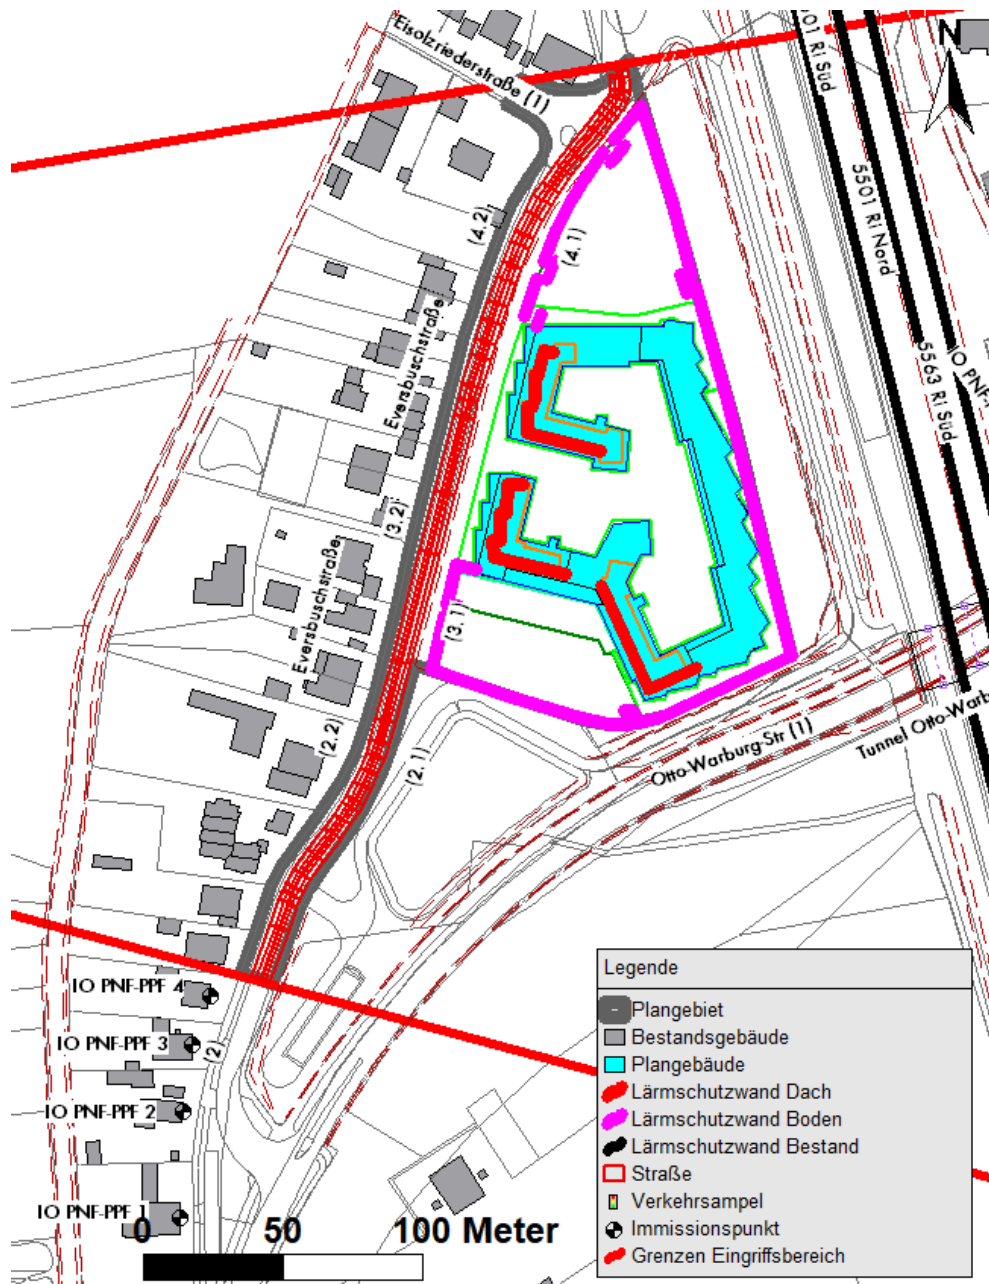 Eisolzriederstraße (1)
01 Ri Süd
N
5501 Ri Nord
(4.2)
(4.1)
Eversbuschstraße
5563 Ri Süd
IO PNF-
(3.2)
Eversbuschstraße
(3.1)
(2.2)
(2.1)
Otto-Warburg-Str (1)
Tunnel Otto-Warb
IO PNF-PPF 4
IO PNF-PPF 3
(2)
IO PNF-PPF 2
IO PNF-PPF 1
0 50 100 Meter
Legende
Plangebiet
Bestandsgebäude
Plangebäude
Lärmschutzwand Dach
Lärmschutzwand Boden
Lärmschutzwand Bestand
Straße
Verkehrsampel
Immissionspunkt
Grenzen Eingriffsbereich